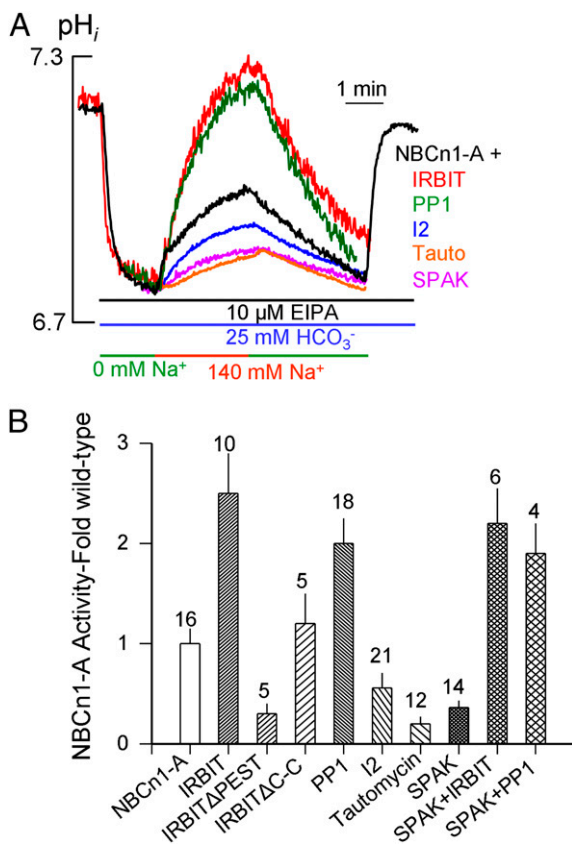 A pHi
7.3
1 min
NBCn1-A +
IRBIT
PP1
I2
Tauto
SPAK
10 µM EIPA
6.7
25 mM HCO3-
0 mM Na+ 140 mM Na+
B
NBCn1-A Activity-Fold wild-type
3
2
1
0
16
10
5
5
18
21
12
14
6
4
NBCn1-A
IRBIT
IRBITΔPEST
IRBITΔC-C
PP1
I2
Tautomycin
SPAK
SPAK+IRBIT
SPAK+PP1